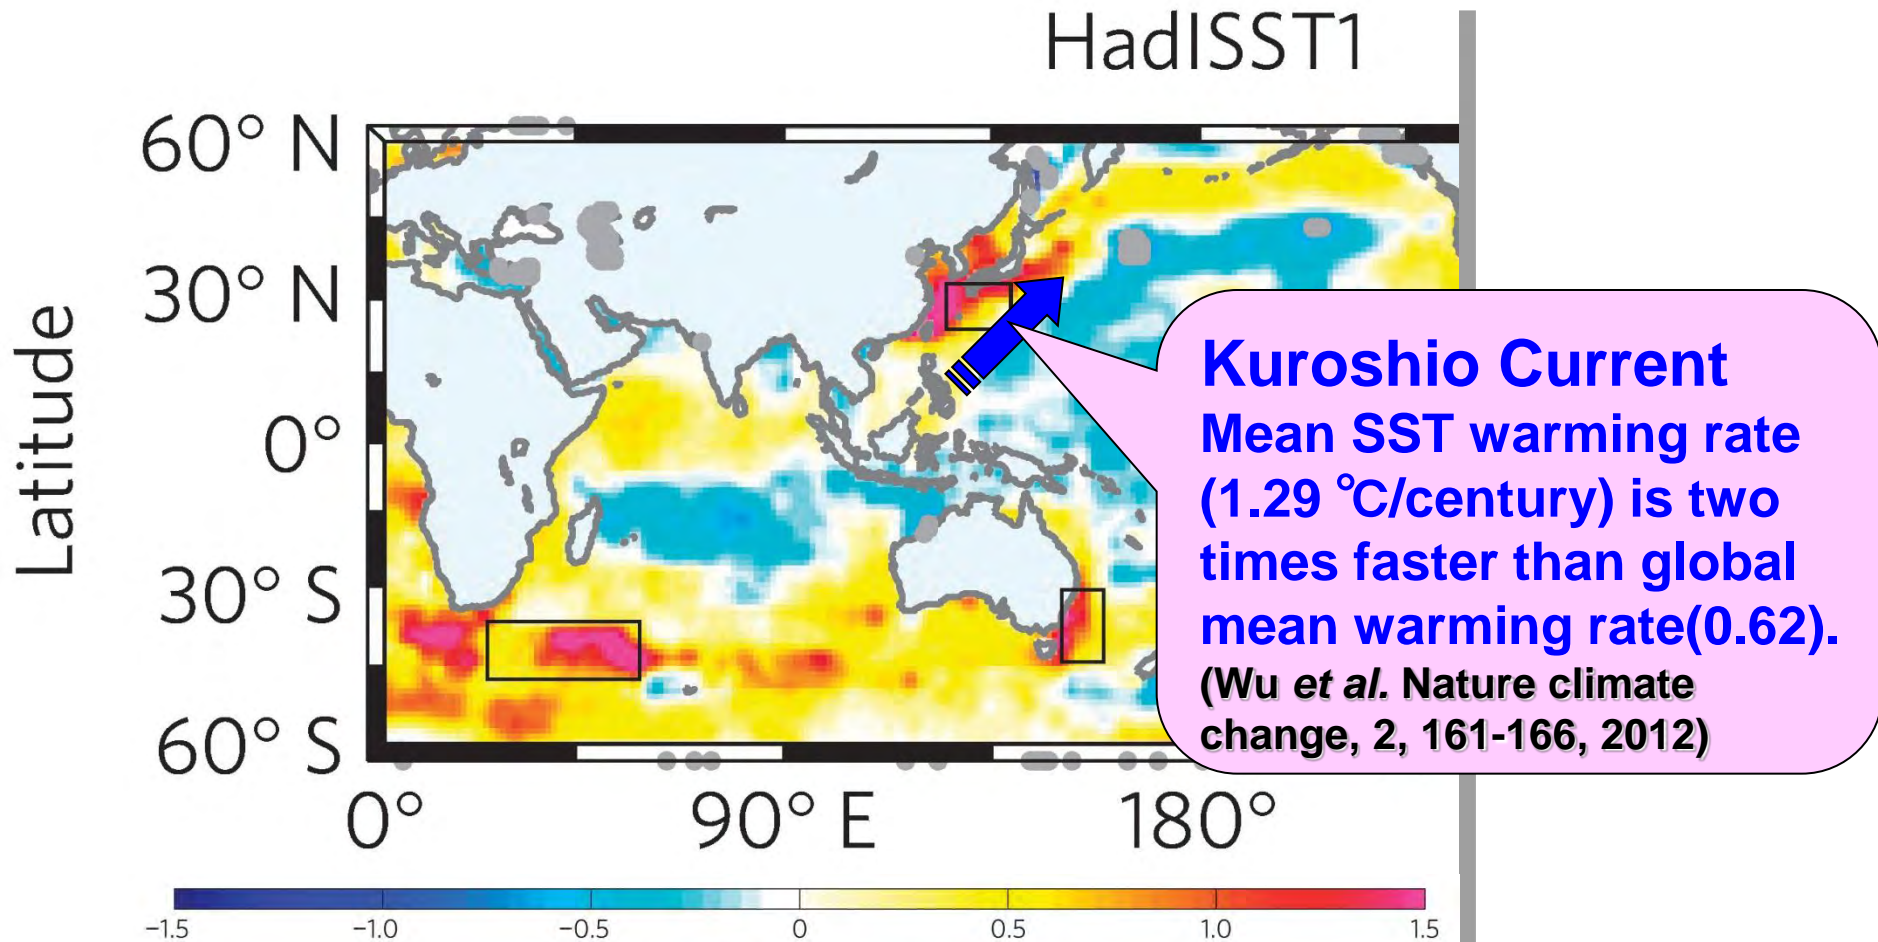 HadISST1
60° N
30° N
0°
30° S
60° S
Latitude
0°
90° E
180°
Kuroshio Current
Mean SST warming rate
(1.29 ℃/century) is two
times faster than global
mean warming rate(0.62).
(Wu et al. Nature climate
change, 2, 161-166, 2012)
−1.5
−1.0
−0.5
0
0.5
1.0
1.5